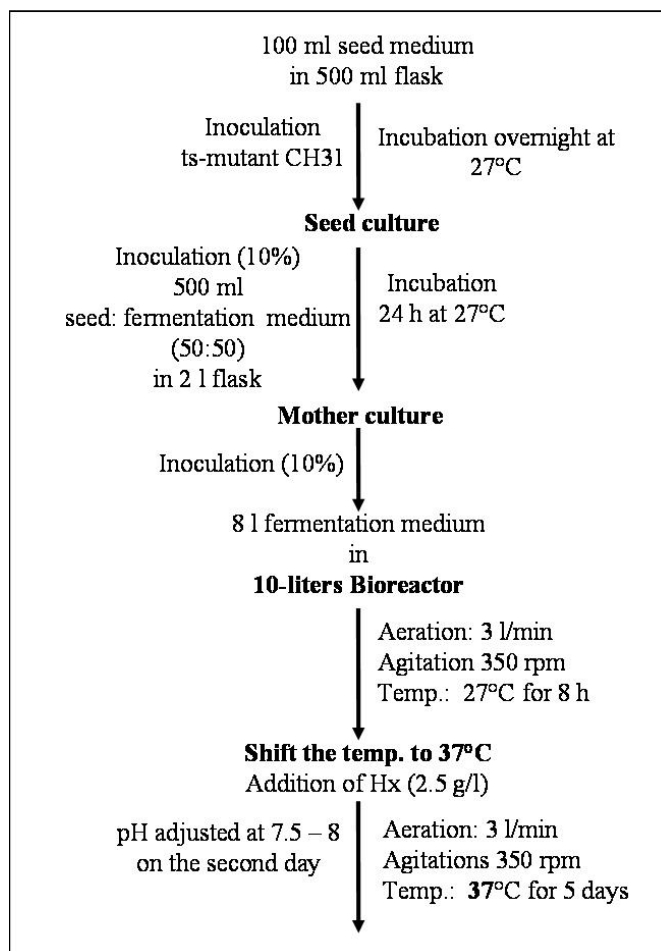 100 ml seed medium
in 500 ml flask
Inoculation
ts-mutant CH31
Incubation overnight at
27°C
Seed culture
Inoculation (10%)
500 ml
seed: fermentation medium
(50:50)
in 2 l flask
Incubation
24 h at 27°C
Mother culture
Inoculation (10%)
8 l fermentation medium
in
10-liters Bioreactor
Aeration: 3 l/min
Agitation 350 rpm
Temp.: 27°C for 8 h
Shift the temp. to 37°C
Addition of Hx (2.5 g/l)
pH adjusted at 7.5 – 8
on the second day
Aeration: 3 l/min
Agitations 350 rpm
Temp.: 37°C for 5 days